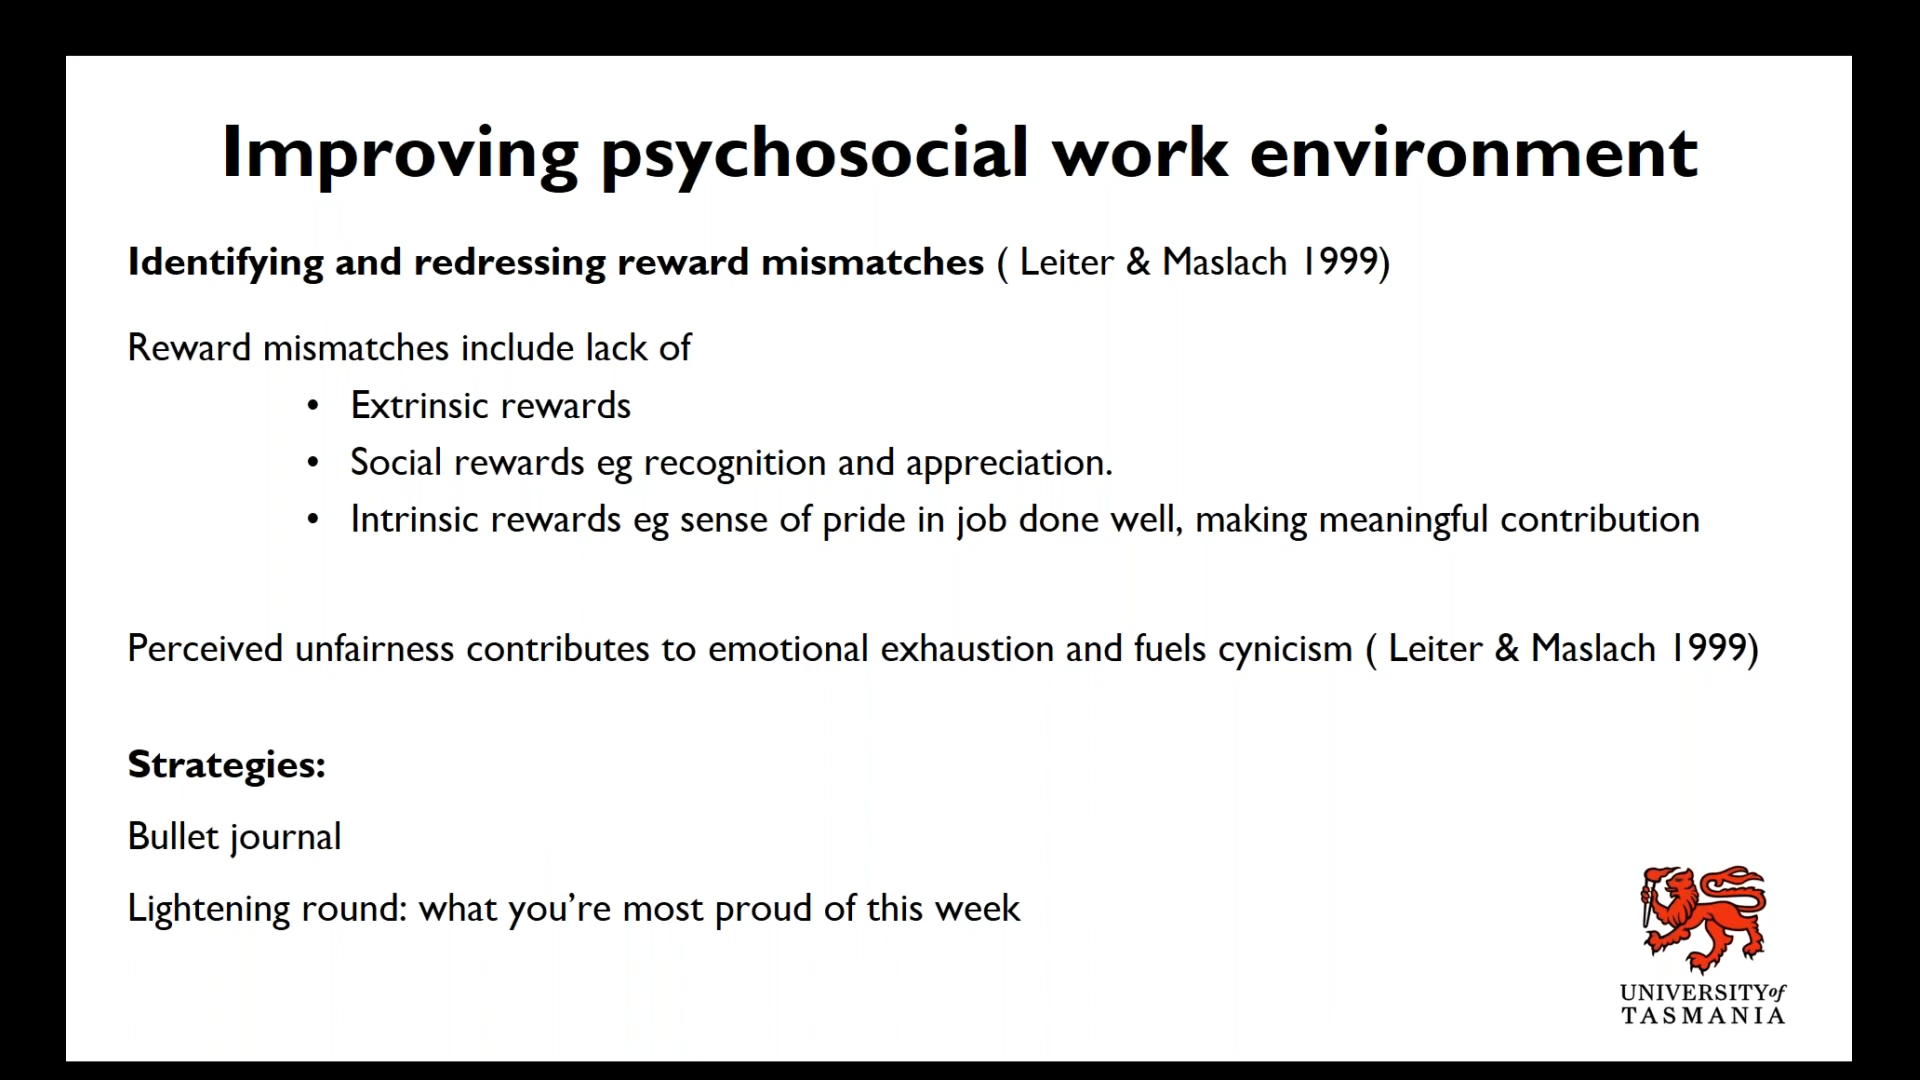 Improving psychosocial work environment
Identifying and redressing reward mismatches ( Leiter & Maslach 1999)
Reward mismatches include lack of
• Extrinsic rewards
• Social rewards eg recognition and appreciation.
• Intrinsic rewards eg sense of pride in job done well, making meaningful contribution
Perceived unfairness contributes to emotional exhaustion and fuels cynicism ( Leiter & Maslach 1999)
Strategies:
Bullet journal
Lightening round: what you’re most proud of this week
UNIVERSITY of
TASMANIA